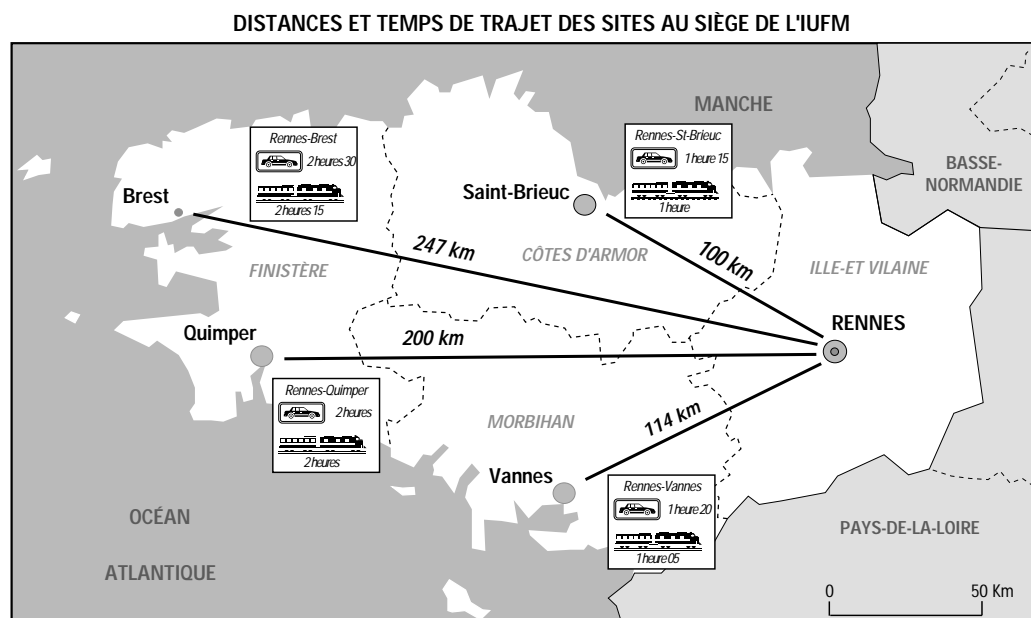 DISTANCES ET TEMPS DE TRAJET DES SITES AU SIÈGE DE L'IUFM
MANCHE
BASSE-
NORMANDIE
Rennes-Brest
2 heures 30
2 heures 15
Rennes-St-Brieuc
1 heure 15
1 heure
Brest
Saint-Brieuc
247 km
100 km
FINISTÈRE
CÔTES D'ARMOR
ILLE-ET VILAINE
Quimper
200 km
RENNES
Rennes-Quimper
2 heures
2 heures
MORBIHAN
114 km
Vannes
Rennes-Vannes
1 heure 20
1 heure 05
OCÉAN
ATLANTIQUE
PAYS-DE-LA-LOIRE
0 50 Km